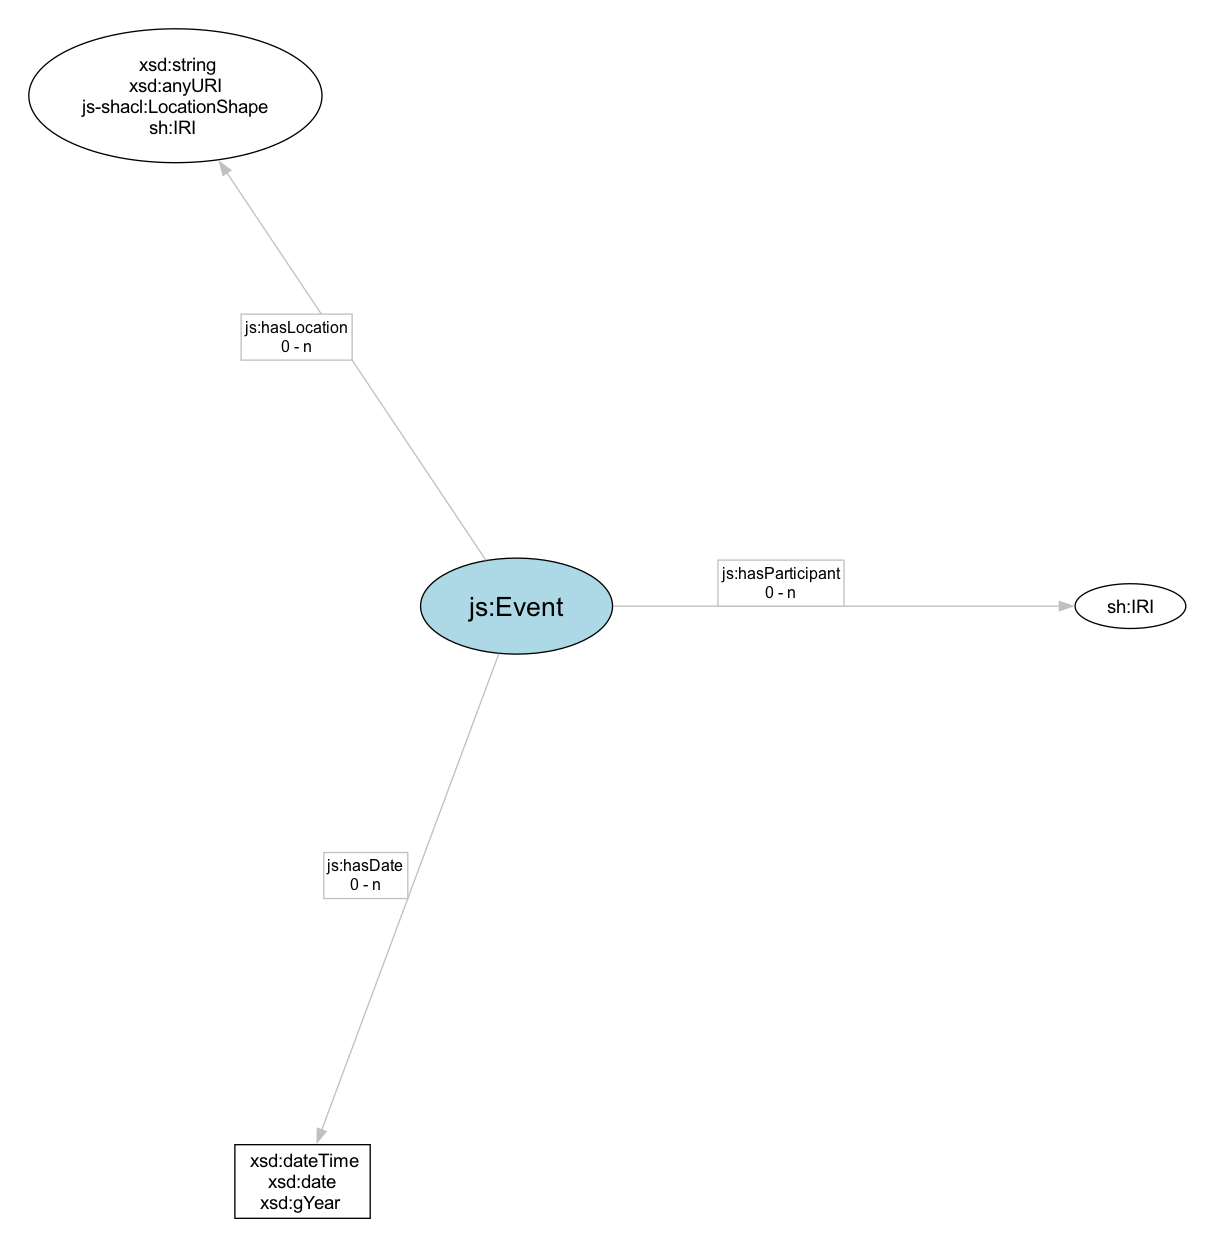 xsd:string
xsd:anyURI
js-shacl:LocationShape
sh:IRI
js:hasLocation
0 - n
js:Event
js:hasParticipant
0 - n
sh:IRI
js:hasDate
0 - n
xsd:dateTime
xsd:date
xsd:gYear